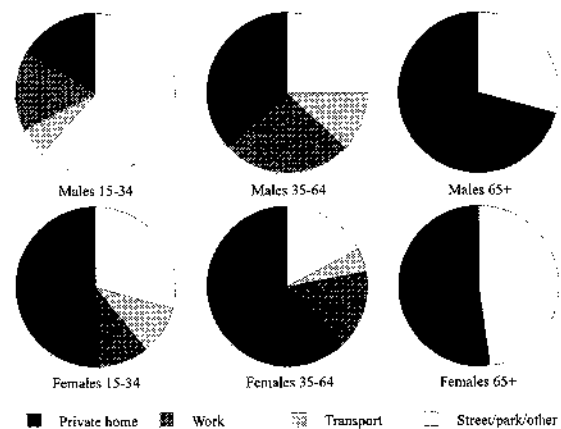 Males 15-34 Males 35-64 Males 65+
Females 15-34 Females 35-64 Females 65+
Private home Work Transport Street/park/other